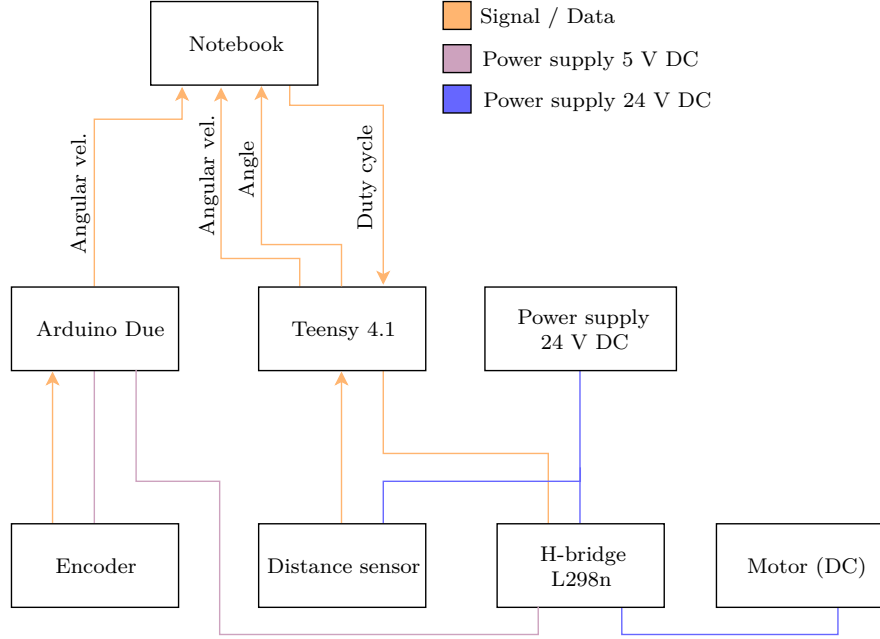 Notebook
Signal / Data
Power supply 5 V DC
Power supply 24 V DC
Angular vel.
Angular vel.
Angle
Duty cycle
Arduino Due
Teensy 4.1
Power supply
24 V DC
Encoder
Distance sensor
H-bridge
L298n
Motor (DC)